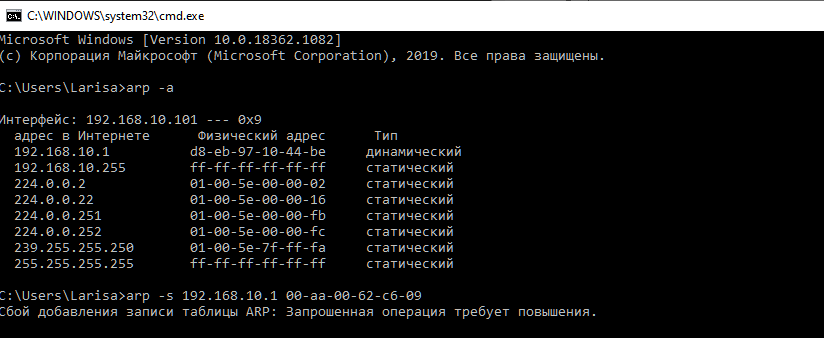 C:\WINDOWS\system32\cmd.exe
Microsoft Windows [Version 10.0.18362.1082]
(c) Корпорация Майкрософт (Microsoft Corporation), 2019. Все права защищены.
C:\Users\Larisa>arp -a
Интерфейс: 192.168.10.101 --- 0x9
адрес в Интернете Физический адрес Тип
192.168.10.1 d8-eb-97-10-44-be динамический
192.168.10.255 ff-ff-ff-ff-ff-ff статический
224.0.0.2 01-00-5e-00-00-02 статический
224.0.0.22 01-00-5e-00-00-16 статический
224.0.0.251 01-00-5e-00-00-fb статический
224.0.0.252 01-00-5e-00-00-fc статический
239.255.255.250 01-00-5e-7f-ff-fa статический
255.255.255.255 ff-ff-ff-ff-ff-ff статический
C:\Users\Larisa>arp -s 192.168.10.1 00-aa-00-62-c6-09
Сбой добавления записи таблицы ARP: Запрошенная операция требует повышения.